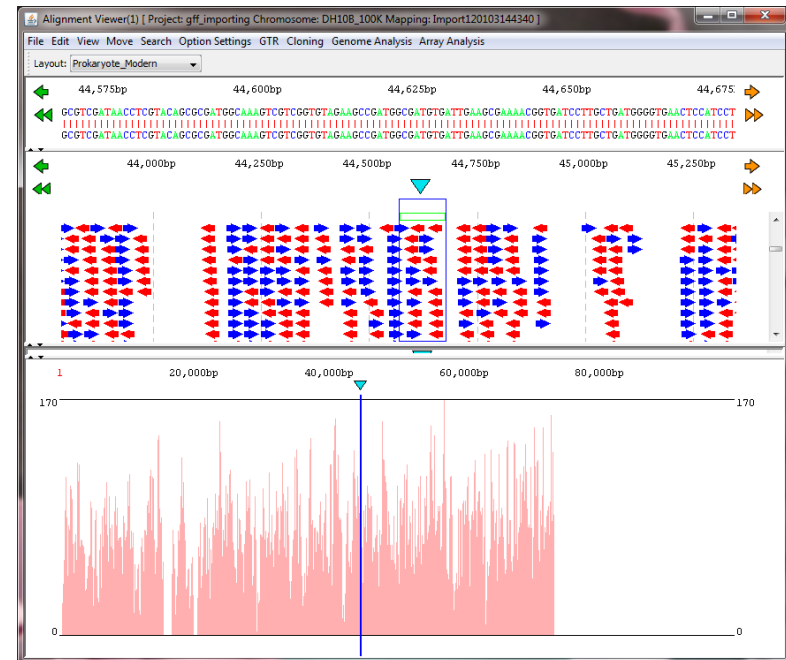 Alignment Viewer(1) [ Project: gff_importing Chromosome: DH10B_100K Mapping: Import120103144340 ]
File Edit View Move Search Option Settings GTR Cloning Genome Analysis Array Analysis
Layout: Prokaryote_Modern
44,575bp 44,600bp 44,625bp 44,650bp 44,675
GCGTCGATAACCTCGTACAGCGCGATGGCAAAGTCGTCGGTGTAGAAGCCGATGGCGATGTGATTGAAGCGAAAACGGTGATCCTTGCTGATGGGGTGAACTCCATCCT
GCGTCGATAACCTCGTACAGCGCGATGGCAAAGTCGTCGGTGTAGAAGCCGATGGCGATGTGATTGAAGCGAAAACGGTGATCCTTGCTGATGGGGTGAACTCCATCCT
44,000bp 44,250bp 44,500bp 44,750bp 45,000bp 45,250bp
1 20,000bp 40,000bp 60,000bp 80,000bp
170 170
0 0